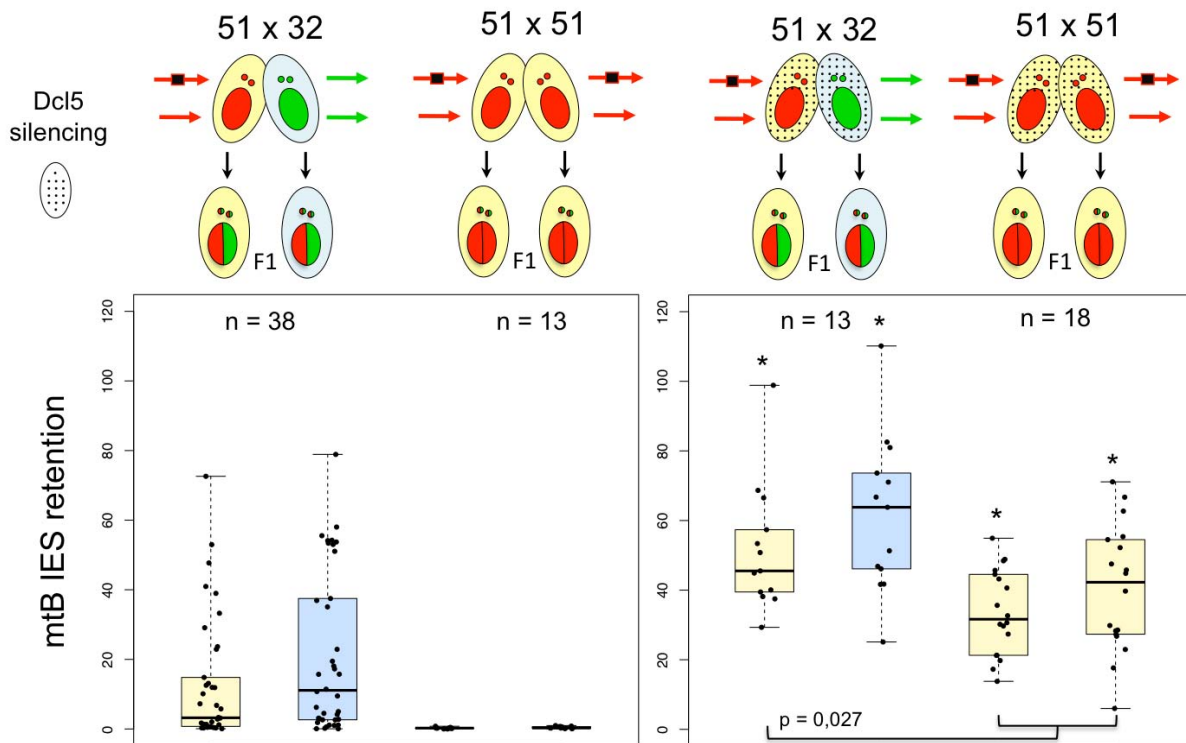 51 x 32
51 x 51
51 x 32
51 x 51
Dcl5
silencing
F1
F1
F1
F1
mtB IES retention
120
100
80
60
40
20
0
n = 38
n = 13
120
100
80
60
40
20
0
n = 13
*
*
n = 18
*
*
p = 0,027